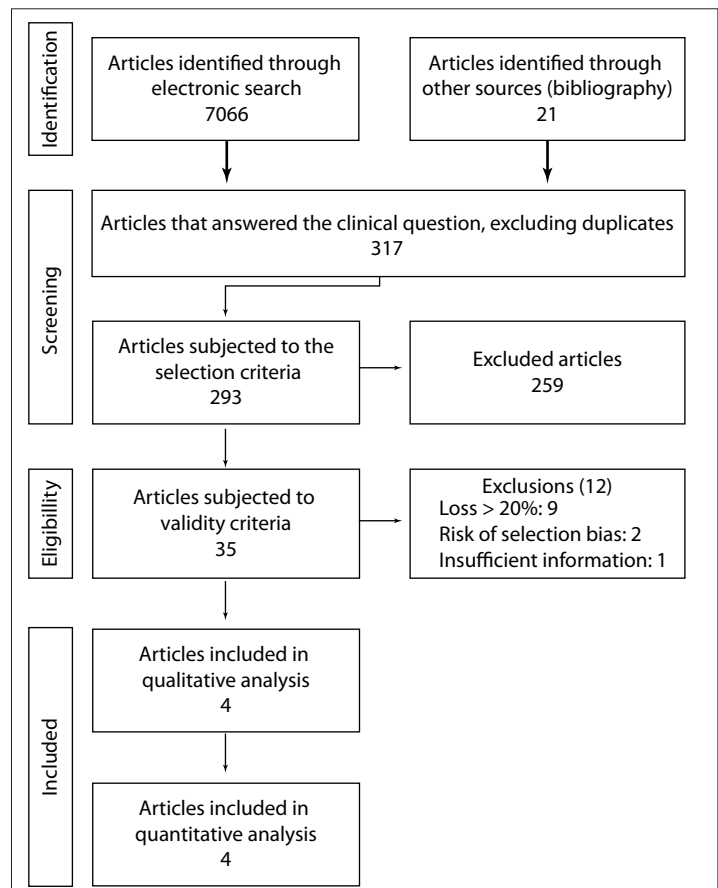 Identification
Articles identified through
electronic search
7066
Articles identified through
other sources (bibliography)
21
Screening
Articles that answered the clinical question, excluding duplicates
317
Articles subjected to the
selection criteria
293
Excluded articles
259
Eligibillity
Articles subjected to
validity criteria
35
Exclusions (12)
Loss > 20%: 9
Risk of selection bias: 2
Insufficient information: 1
Included
Articles included in
qualitative analysis
4
Articles included in
quantitative analysis
4